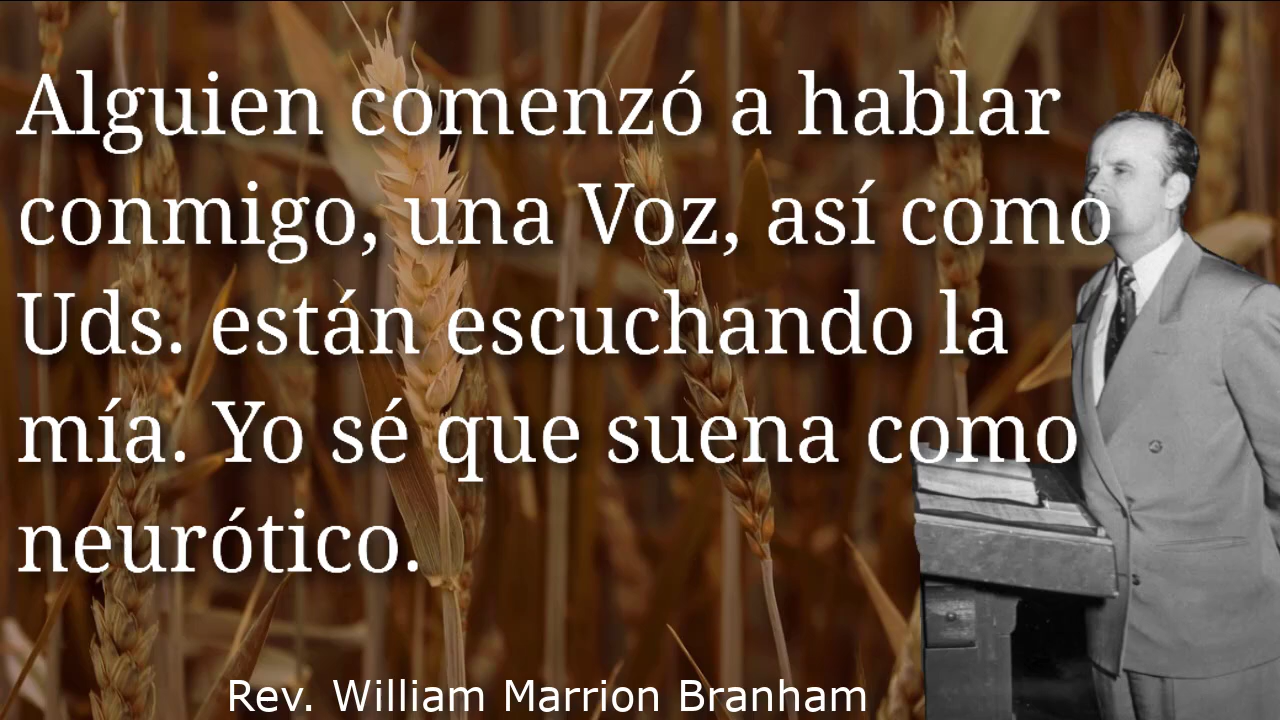 Alguien comenzó a hablar
conmigo, una Voz, así como
Uds. están escuchando la
mía. Yo sé que suena como
neurótico.
Rev. William Marrion Branham